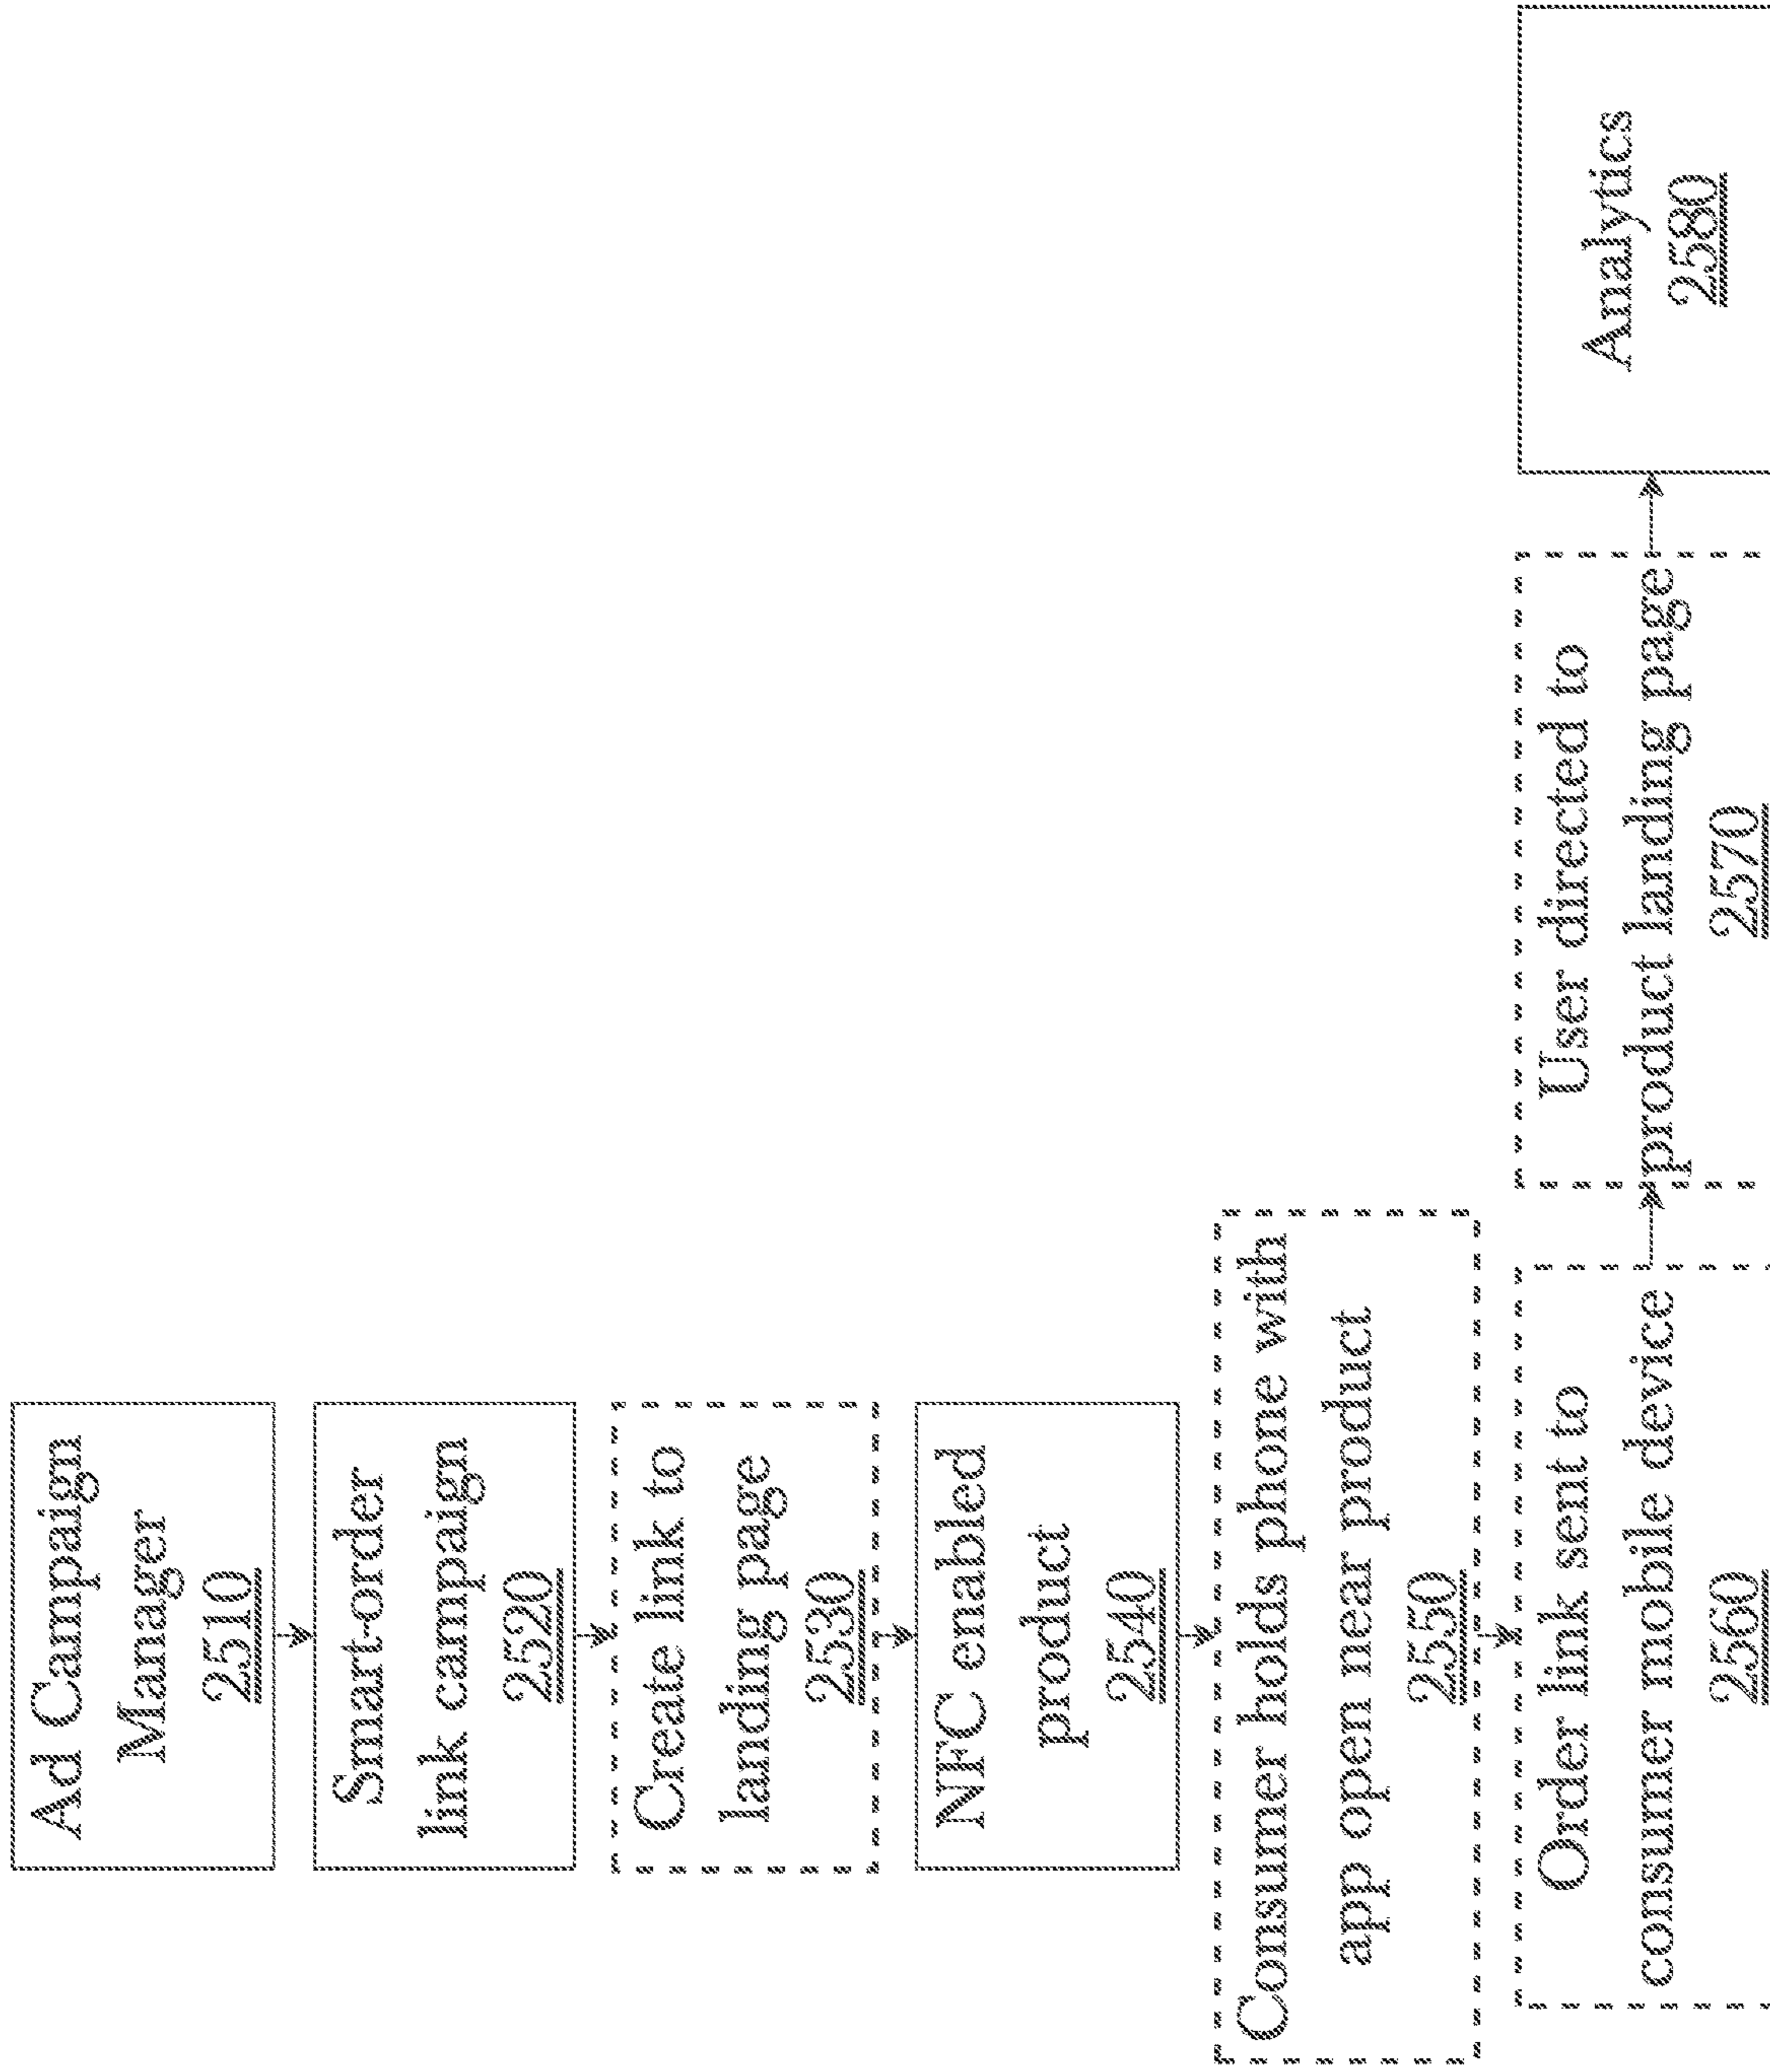 Ad Campaign
Manager
2510
Smart-order
link campaign
2520
Create link to
landing page
2530
NFC enabled
product
2540
Consumer holds phone with
app open near product
2550
Order link sent to
consumer mobile device
2560
User directed to
product landing page
2570
Analytics
2580